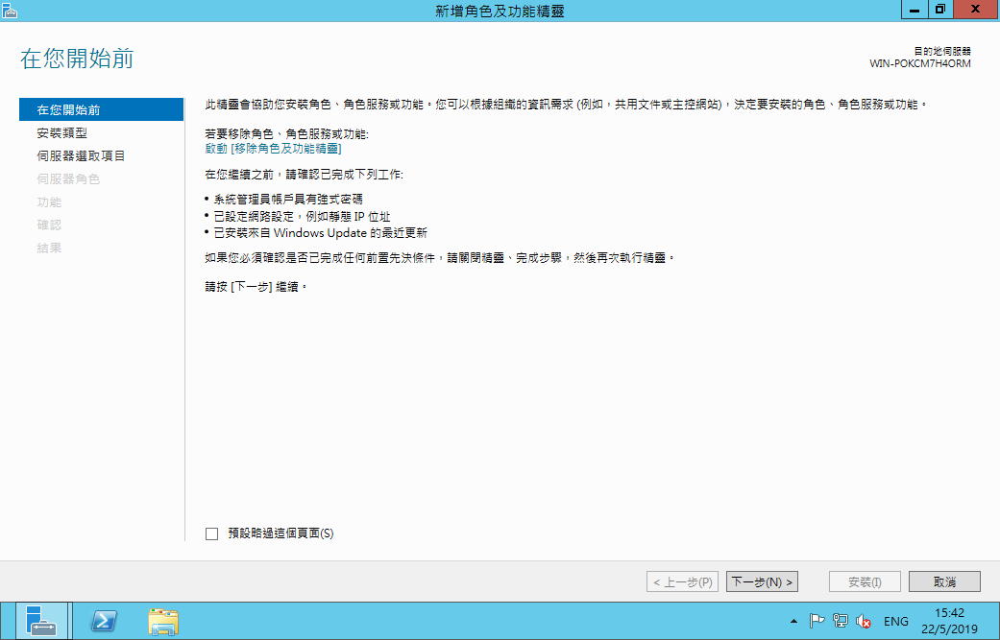 新增角色及功能精靈
在您開始前
目的地伺服器
WIN-POKCM7H4ORM
在您開始前
安裝類型
伺服器選取項目
伺服器角色
功能
確認
結果
此精靈會協助您安裝角色、角色服務或功能。您可以根據組織的資訊需求 (例如，共用文件或主控網站)，決定要安裝的角色、角色服務或功能。
若要移除角色、角色服務或功能:
啟動 [移除角色及功能精靈]
在您繼續之前，請確認已完成下列工作:
• 系統管理員帳戶具有強式密碼
• 已設定網路設定，例如靜態 IP 位址
• 已安裝來自 Windows Update 的最近更新
如果您必須確認是否已完成任何前置先決條件，請關閉精靈、完成步驟，然後再次執行精靈。
請按 [下一步] 繼續。
預設略過這個頁面(S)
< 上一步(P)
下一步(N) >
安裝(I)
取消
ENG
15:42
22/5/2019